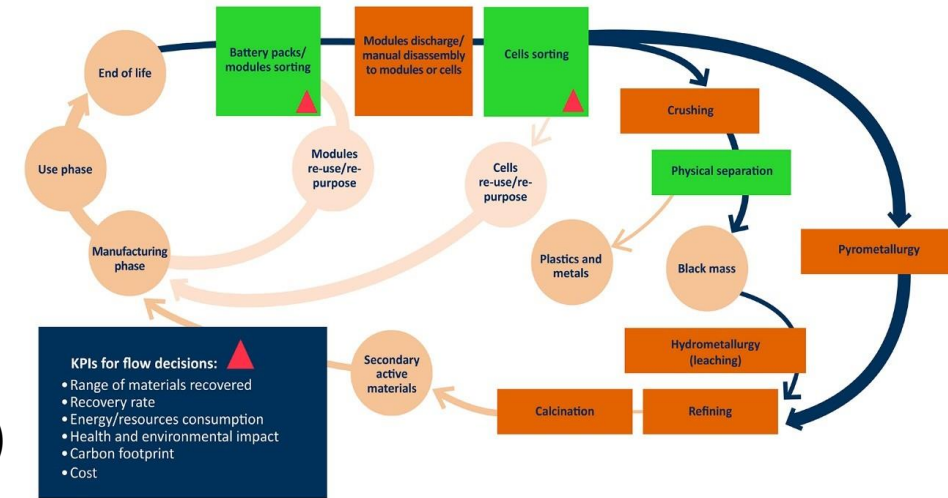 End of life
Battery packs/
modules sorting
Modules discharge/
manual disassembly
to modules or cells
Cells sorting
Crushing
Use phase
Modules
re-use/re-
purpose
Cells
re-use/re-
purpose
Physical separation
Manufacturing
phase
Plastics and
metals
Black mass
Pyrometallurgy
Hydrometallurgy
(leaching)
KPIs for flow decisions:
• Range of materials recovered
• Recovery rate
• Energy/resources consumption
• Health and environmental impact
• Carbon footprint
• Cost
Secondary
active
materials
Calcination
Refining